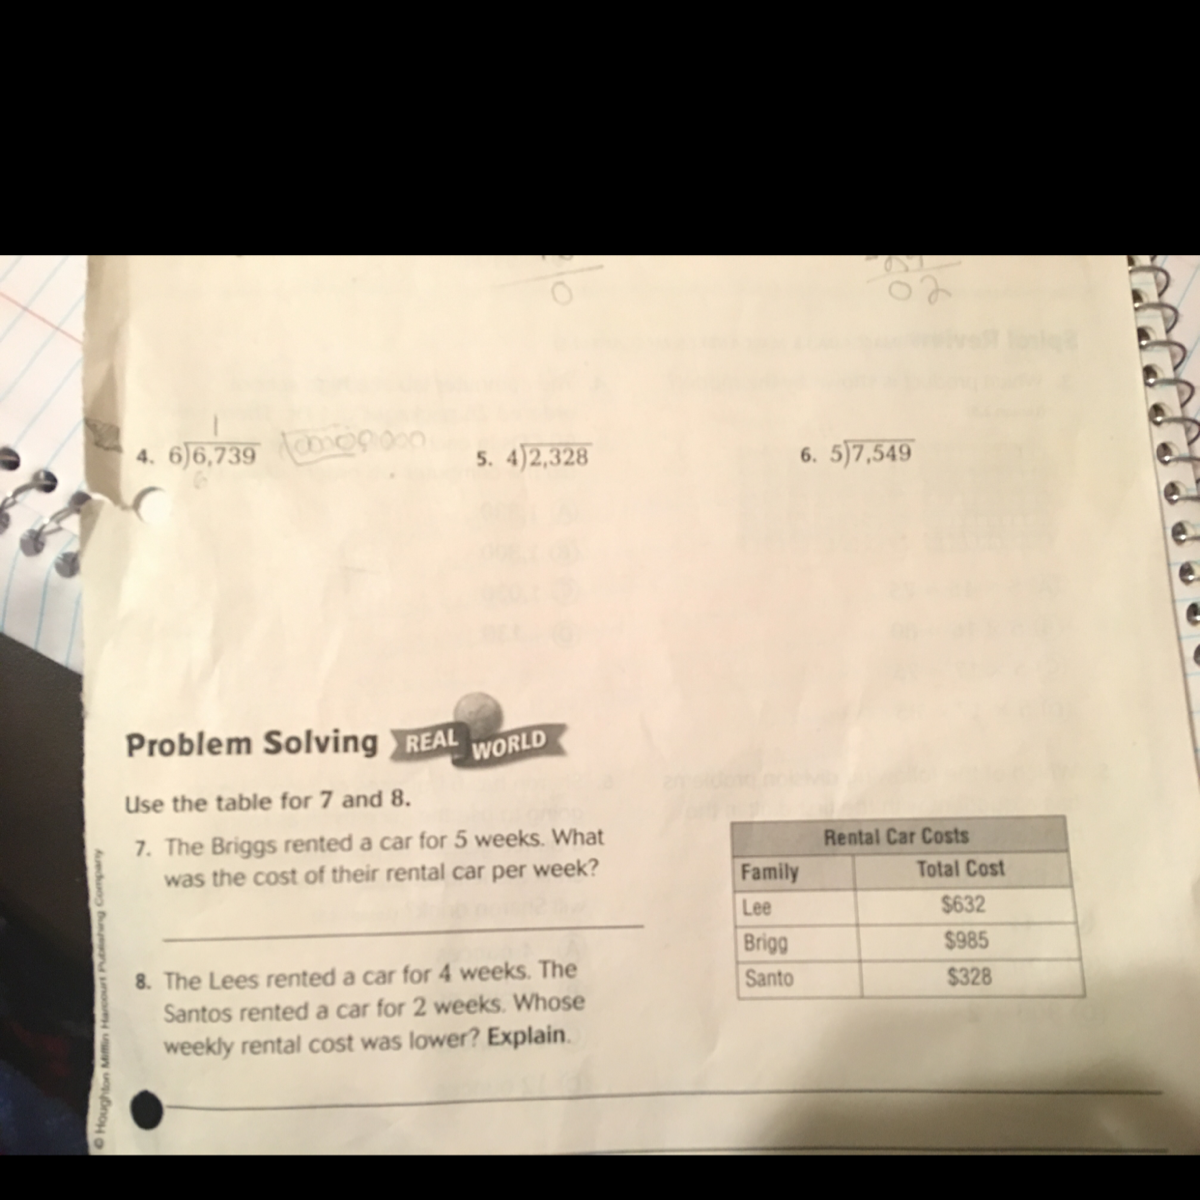 0
02
1
4. 6)6,739
6
5. 4)2,328
6. 5)7,549
Problem Solving REAL WORLD
Use the table for 7 and 8.
7. The Briggs rented a car for 5 weeks. What
was the cost of their rental car per week?
8. The Lees rented a car for 4 weeks. The
Santos rented a car for 2 weeks. Whose
weekly rental cost was lower? Explain.
Rental Car Costs
Family Total Cost
Lee $632
Brigg $985
Santo $328
© Houghton Mifflin Harcourt Publishing Company